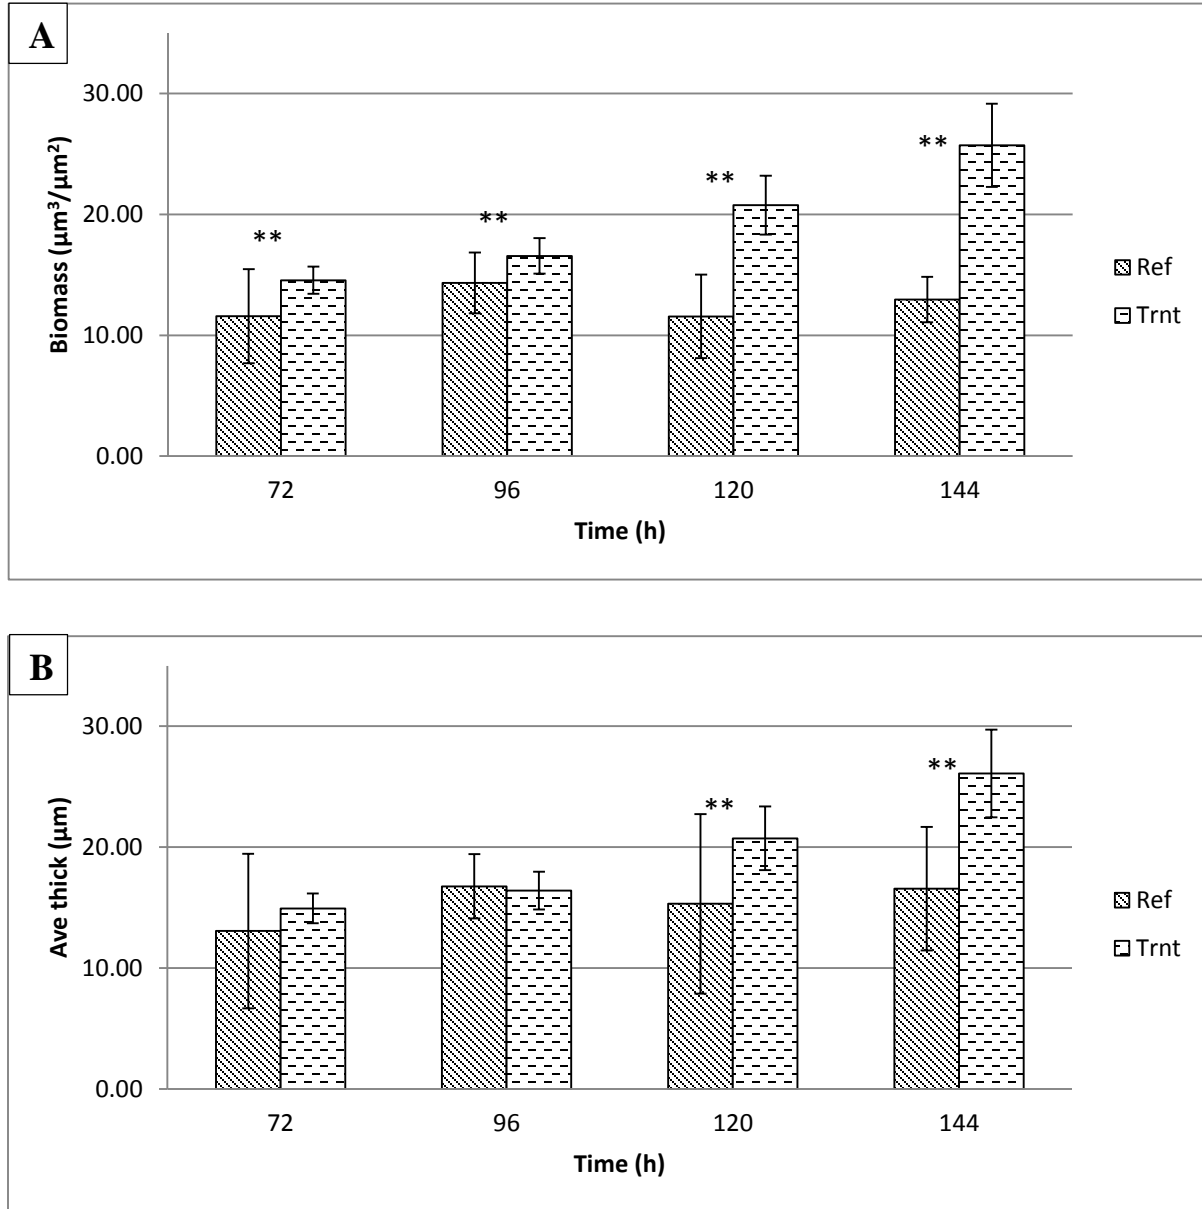 A
30.00
20.00
10.00
0.00
Biomass (µm³/µm²)
**
**
**
**
72 96 120 144
Time (h)
Ref
Trnt
B
30.00
20.00
10.00
0.00
Ave thick (µm)
**
**
72 96 120 144
Time (h)
Ref
Trnt